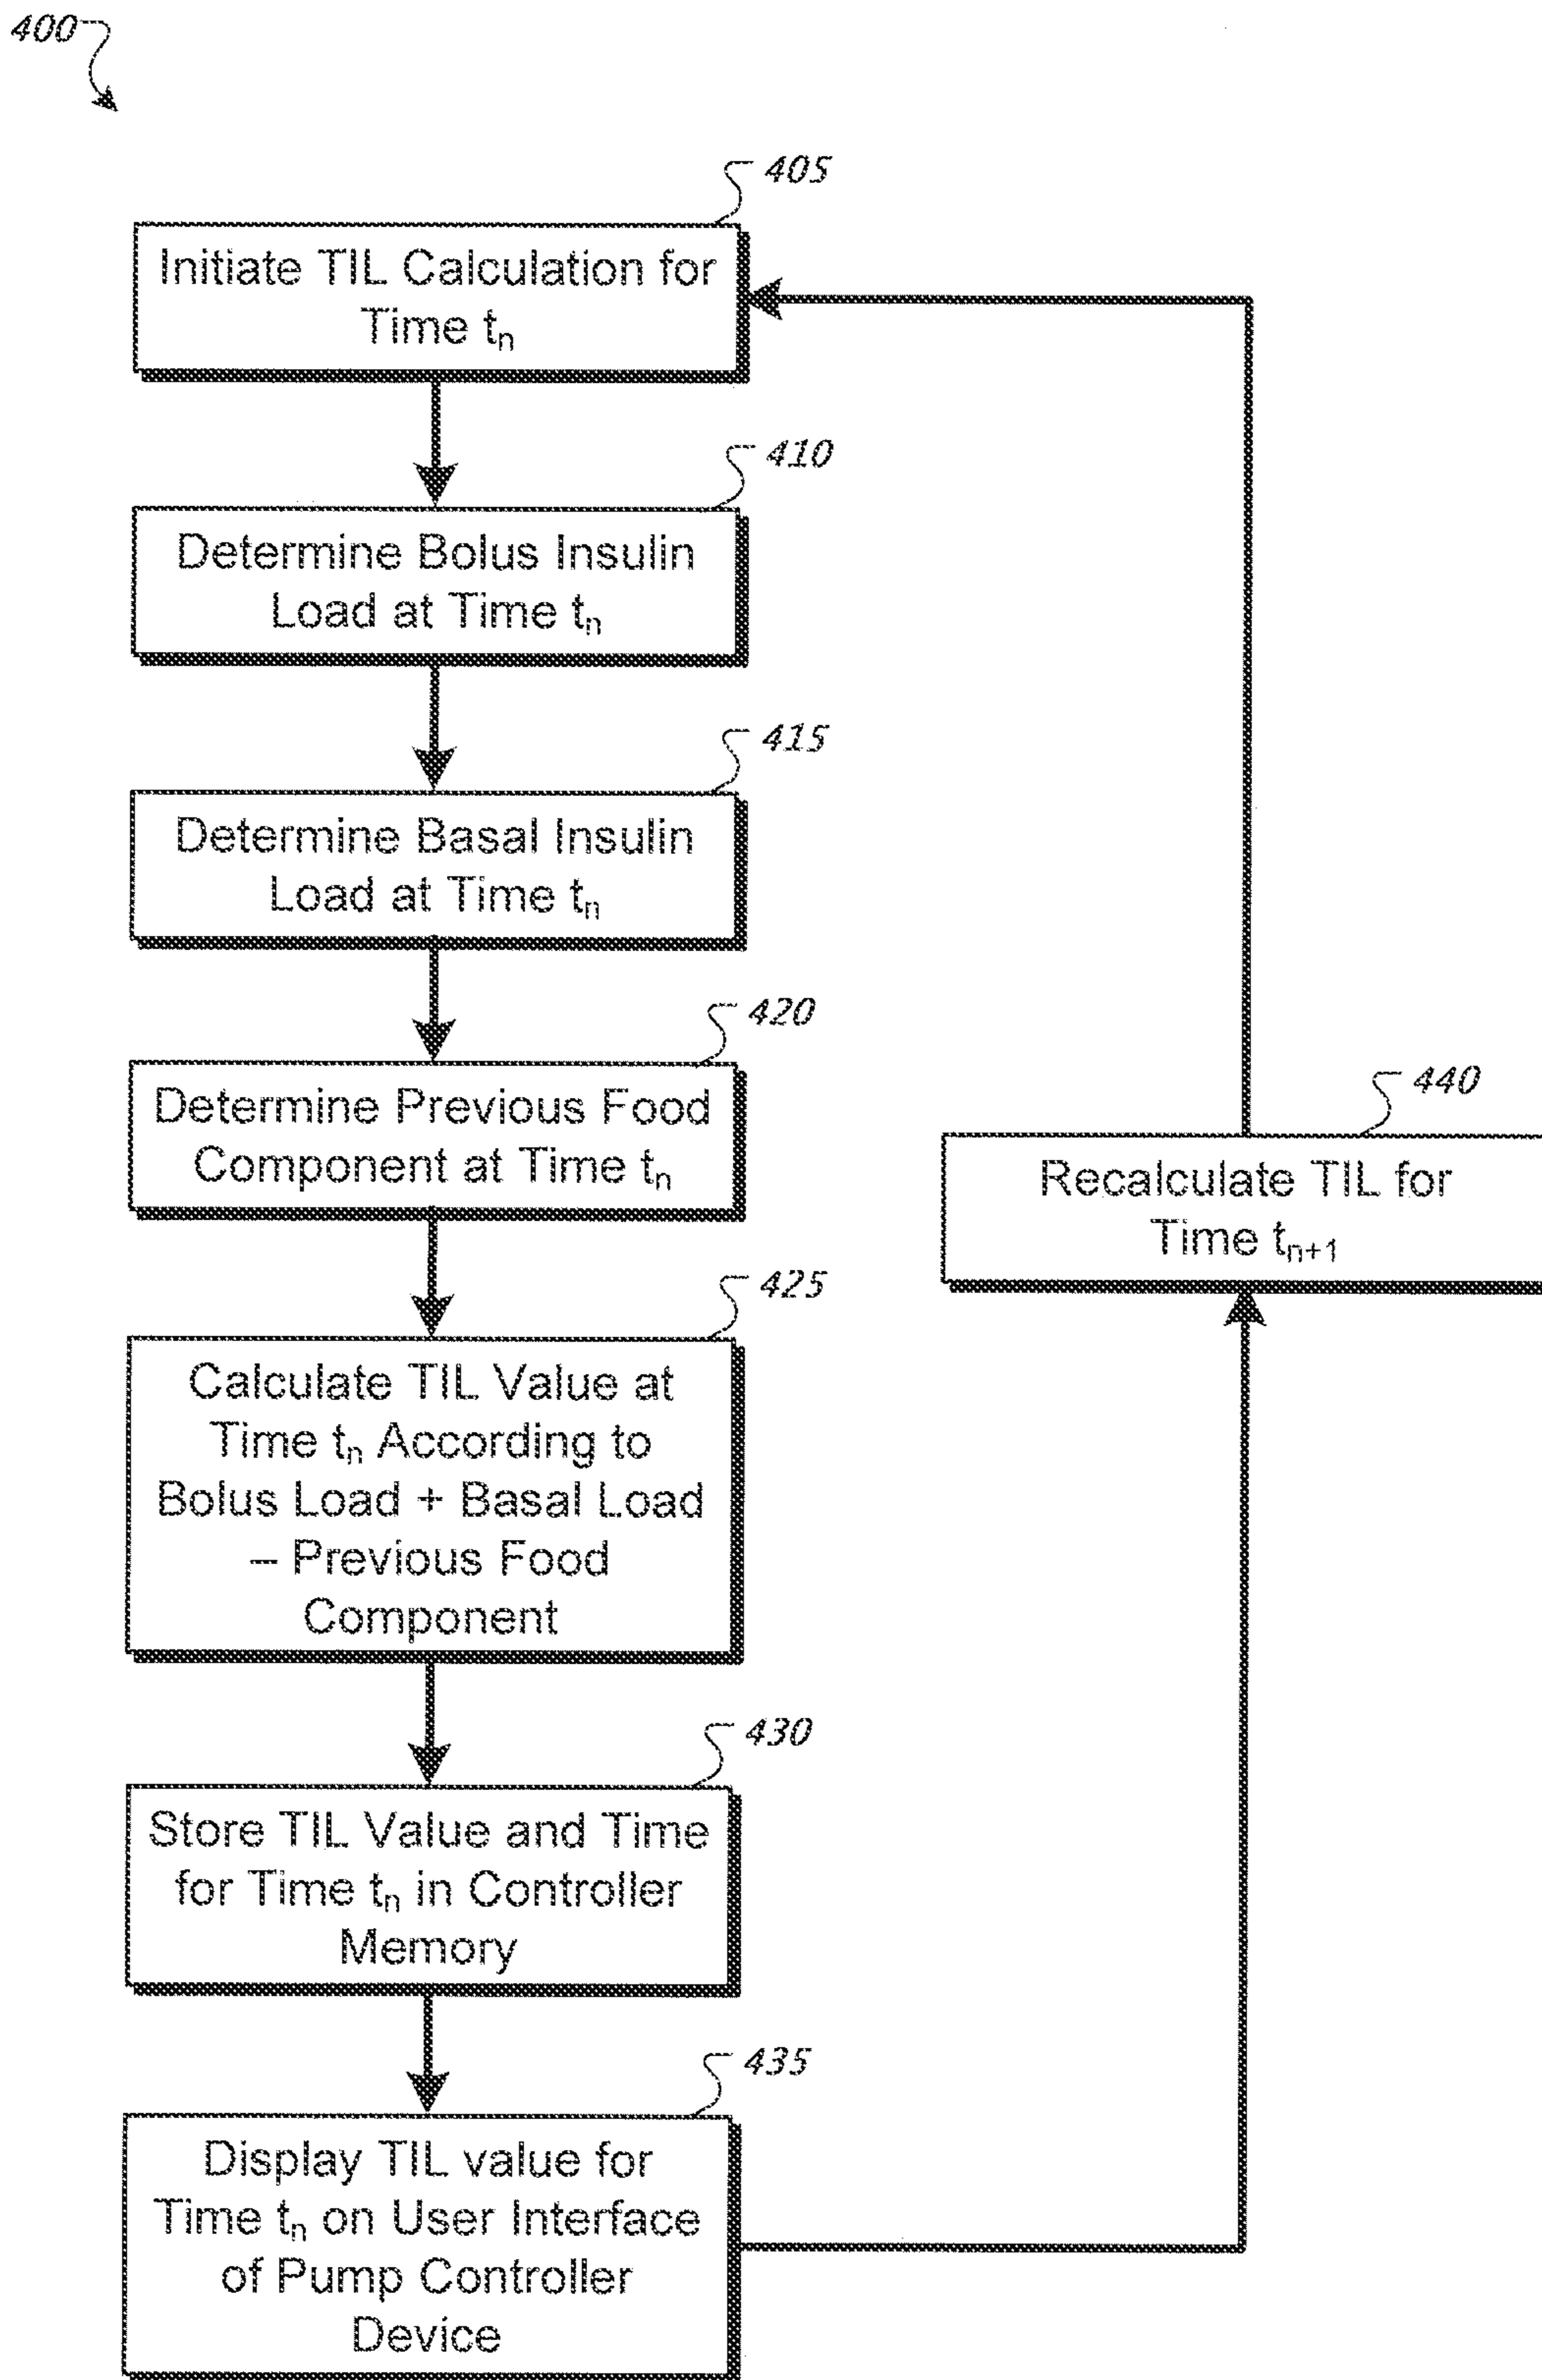 400
405
Initiate TIL Calculation for
Time tₙ
410
Determine Bolus Insulin
Load at Time tₙ
415
Determine Basal Insulin
Load at Time tₙ
420
Determine Previous Food
Component at Time tₙ
425
Calculate TIL Value at
Time tₙ According to
Bolus Load + Basal Load
– Previous Food
Component
430
Store TIL Value and Time
for Time tₙ in Controller
Memory
435
Display TIL value for
Time tₙ on User Interface
of Pump Controller
Device
440
Recalculate TIL for
Time tₙ₊₁